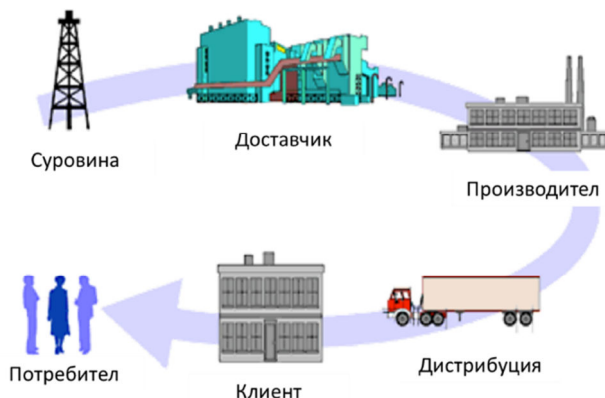 Суровина
Доставчик
Производител
Дистрибуция
Клиент
Потребител